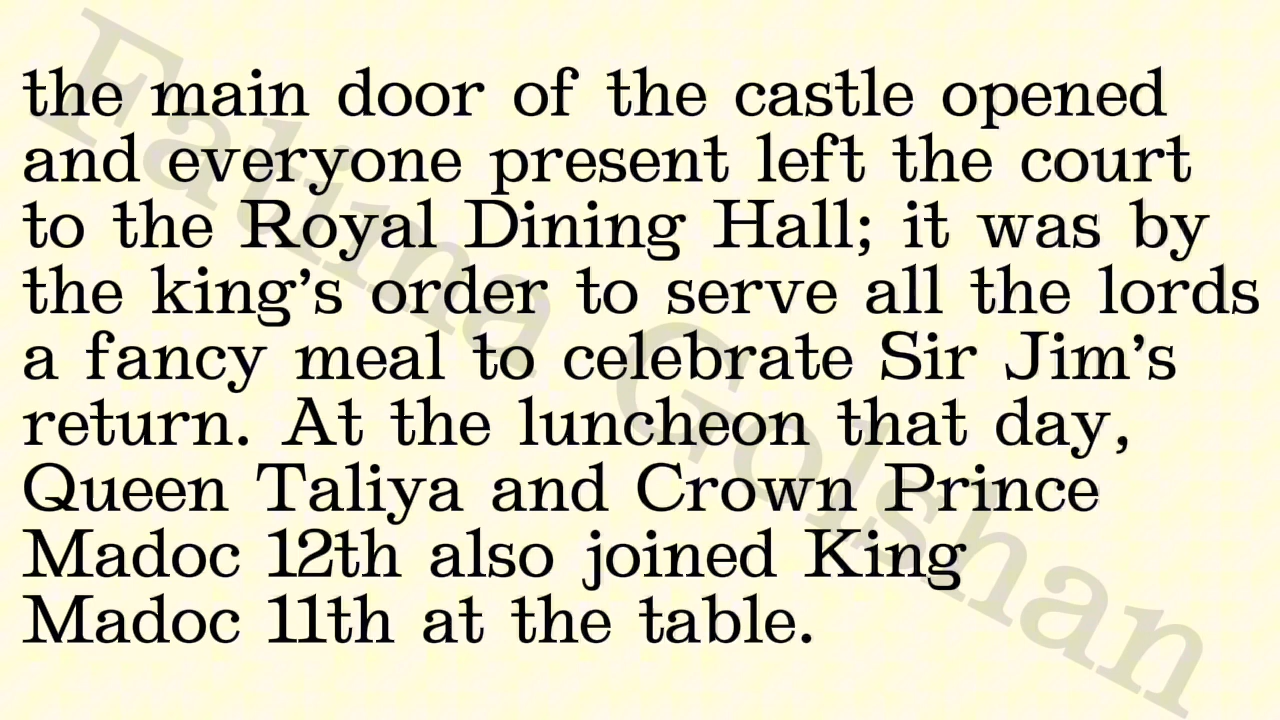 the main door of the castle opened
and everyone present left the court
to the Royal Dining Hall; it was by
the king’s order to serve all the lords
a fancy meal to celebrate Sir Jim’s
return. At the luncheon that day,
Queen Taliya and Crown Prince
Madoc 12th also joined King
Madoc 11th at the table.
Fatima Golshan